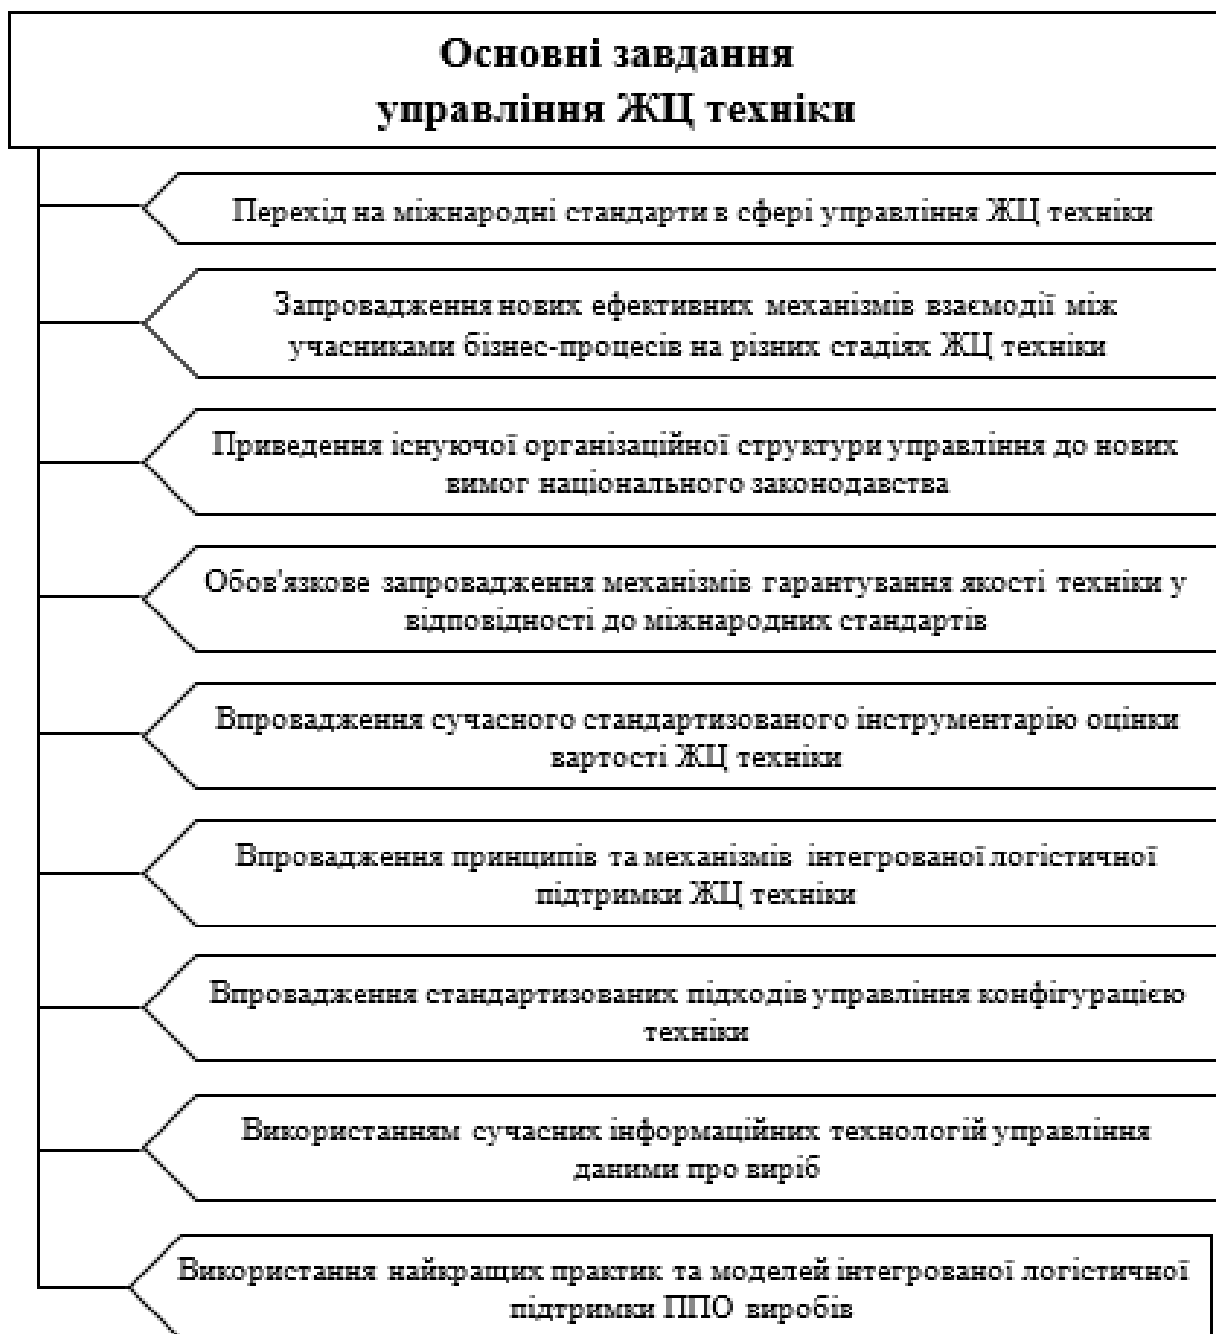 Основні завдання
управління ЖЦ техніки
Перехід на міжнародні стандарти в сфері управління ЖЦ техніки
Запровадження нових ефективних механізмів взаємодії між
учасниками бізнес-процесів на різних стадіях ЖЦ техніки
Приведення існуючої організаційної структури управління до нових
вимог національного законодавства
Обов'язкове запровадження механізмів гарантування якості техніки у
відповідності до міжнародних стандартів
Впровадження сучасного стандартизованого інструментарію оцінки
вартості ЖЦ техніки
Впровадження принципів та механізмів інтегрованої логістичної
підтримки ЖЦ техніки
Впровадження стандартизованих підходів управління конфігурацією
техніки
Використанням сучасних інформаційних технологій управління
даними про виріб
Використання найкращих практик та моделей інтегрованої логістичної
підтримки ППО виробів